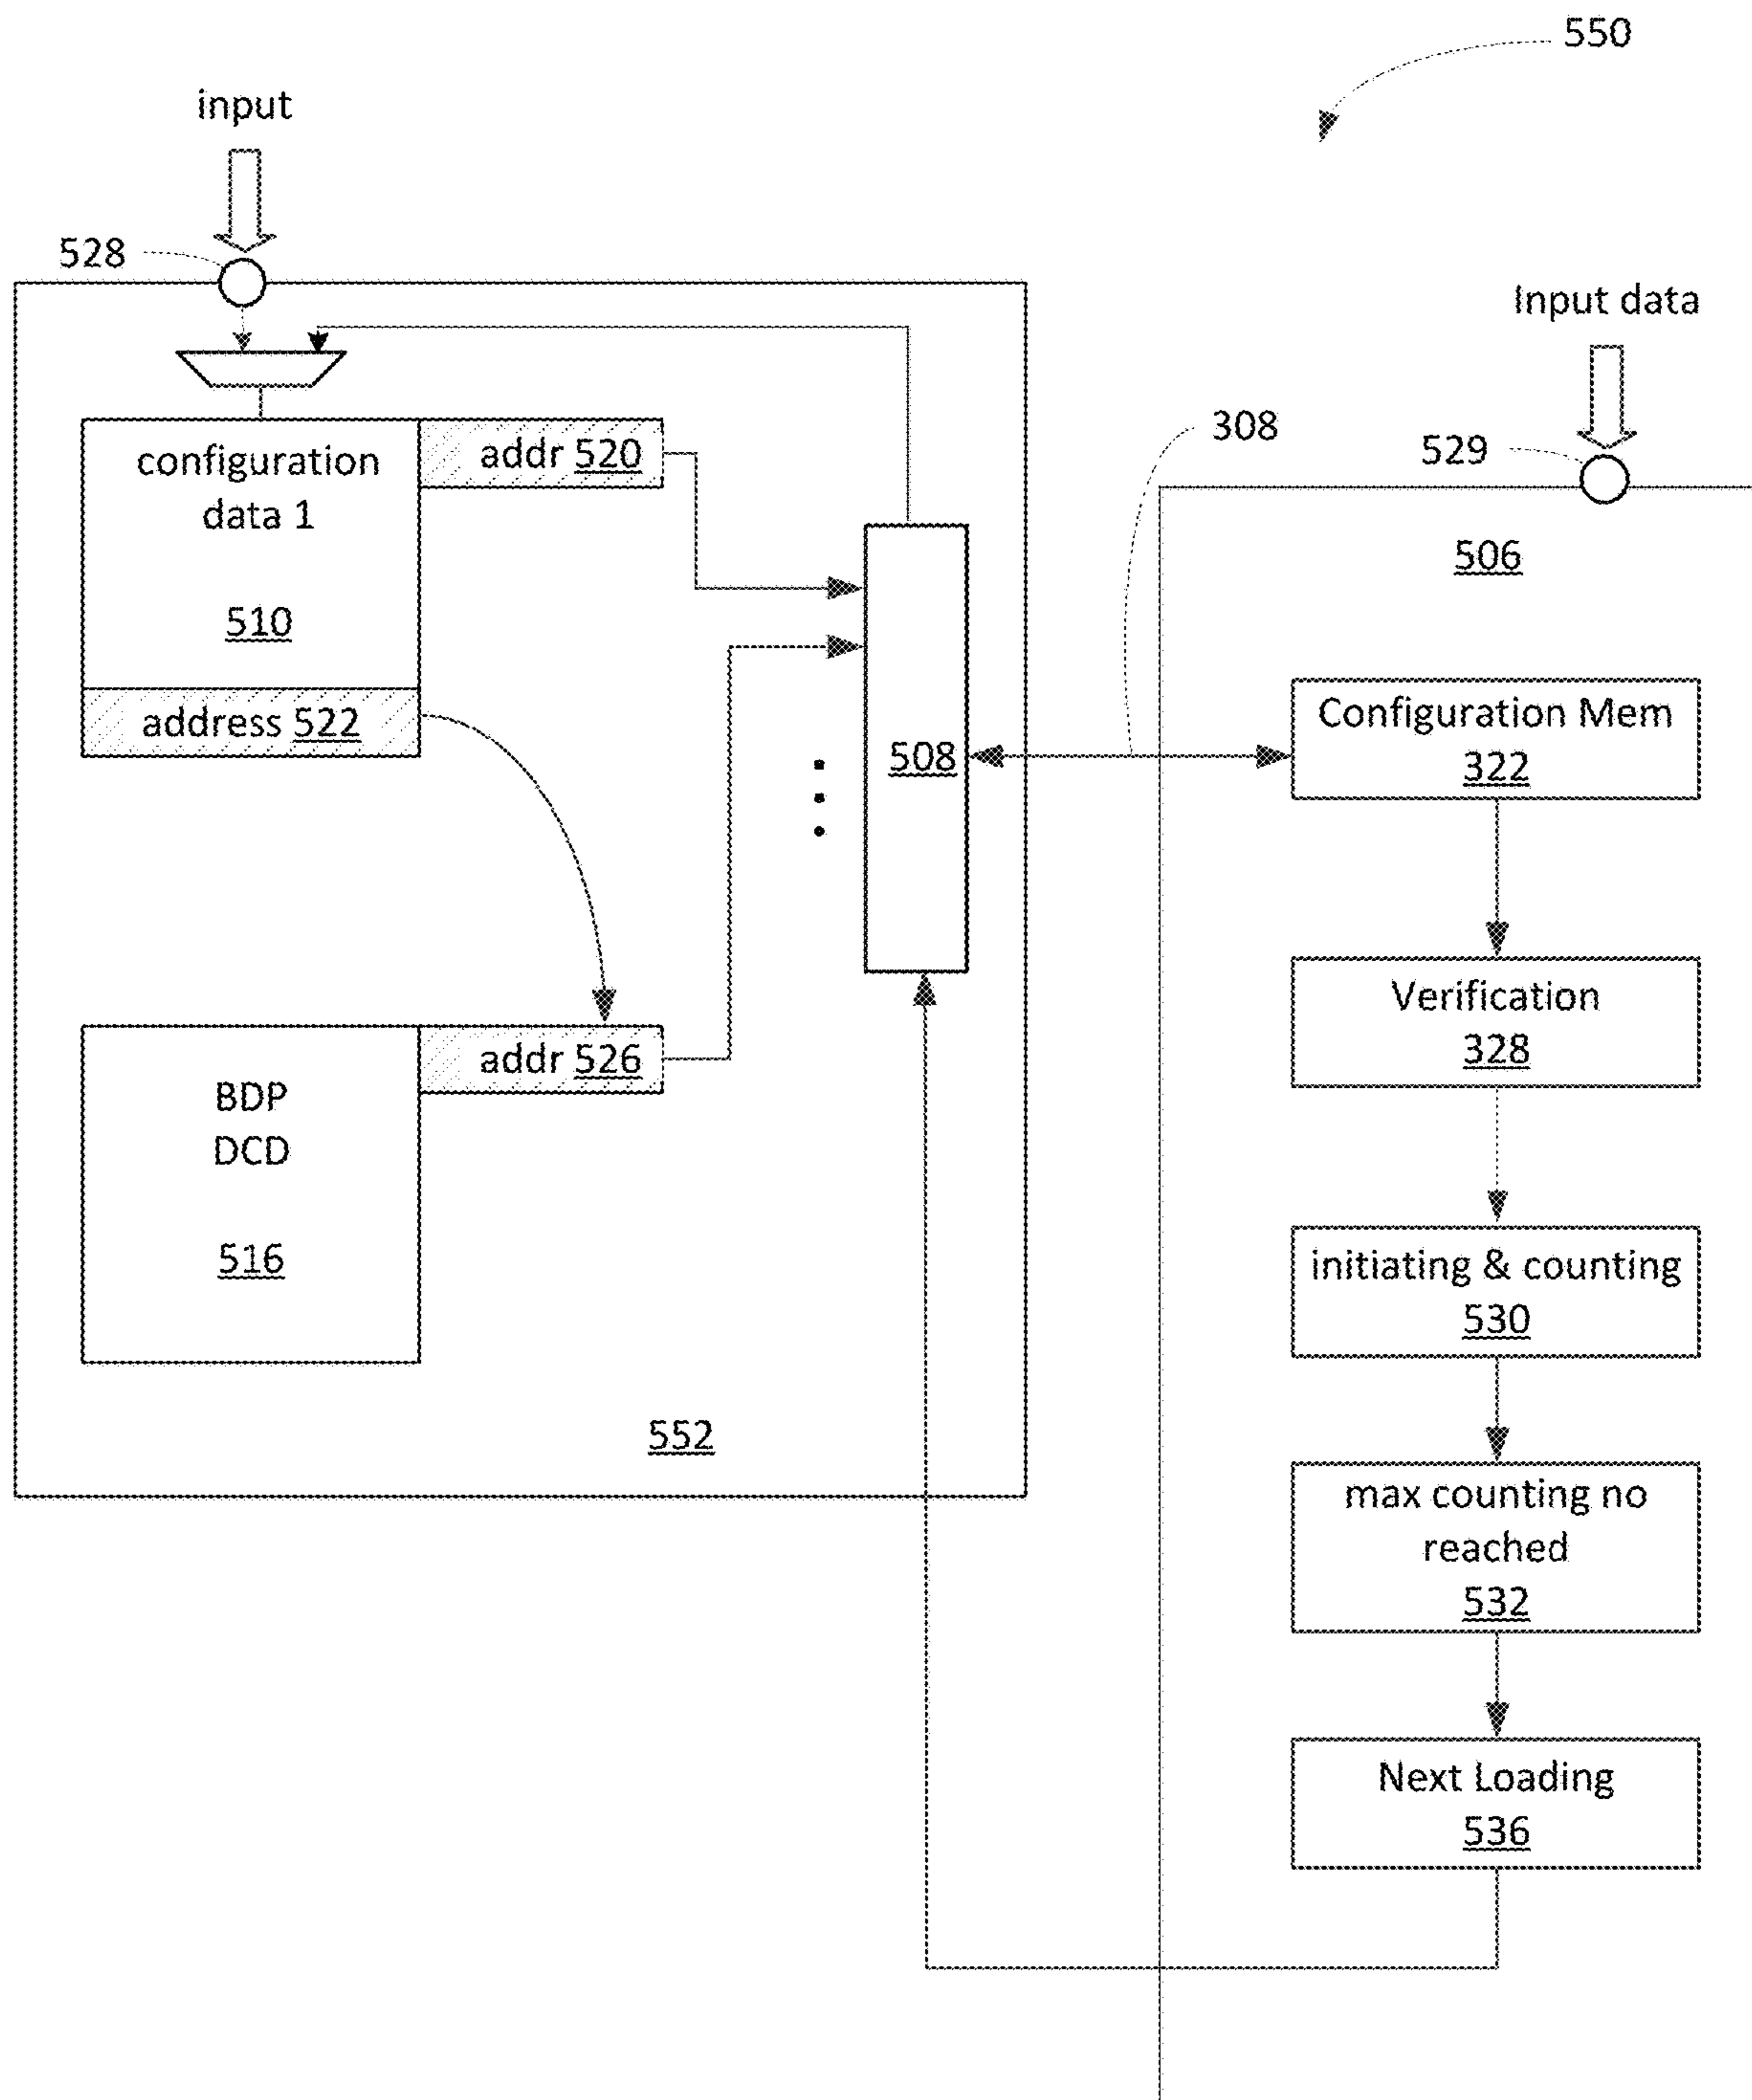 550
input
528
Input data
308
529
configuration
data 1
510
addr 520
506
address 522
508
Configuration Mem
322
Verification
328
addr 526
BDP
DCD
516
initiating & counting
530
552
max counting no
reached
532
Next Loading
536